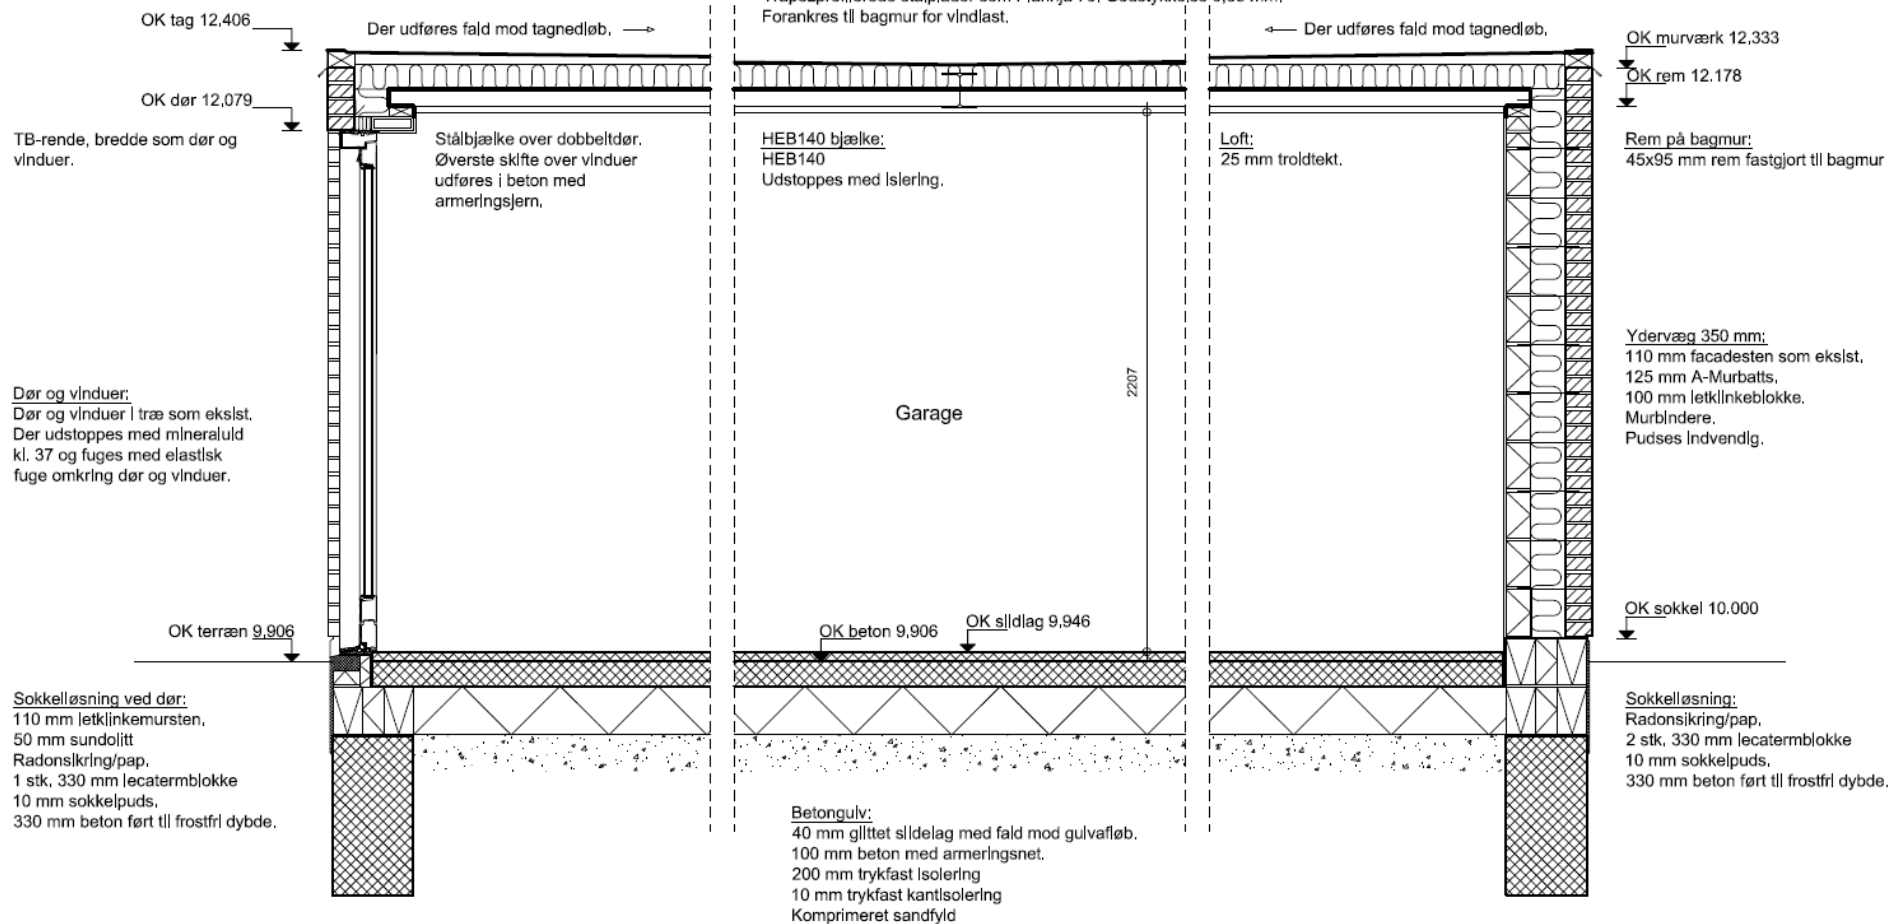 Forankres til bagmur for vindlast.
OK tag 12,406
Der udføres fald mod tagnedløb.
Der udføres fald mod tagnedløb.
OK murværk 12,333
OK rem 12.178
OK dør 12,079
TB-rende, bredde som dør og
vinduer.
Stålbjælke over dobbeltdør.
Øverste skifte over vinduer
udføres i beton med
armeringsjern.
HEB140 bjælke:
HEB140
Udstoppes med islering.
Loft:
25 mm troldtekt.
Rem på bagmur:
45x95 mm rem fastgjort til bagmur
2207
Garage
Dør og vinduer:
Dør og vinduer i træ som eksist.
Der udstoppes med mineraluld
kl. 37 og fuges med elastisk
fuge omkring dør og vinduer.
Ydervæg 350 mm:
110 mm facadesten som eksist.
125 mm A-Murbatts.
100 mm letklinkeblokke.
Murbindere.
Pudses indvendig.
OK terræn 9,906
OK beton 9,906
OK slidlag 9,946
OK sokkel 10.000
Sokkelløsning ved dør:
110 mm letklinkemursten.
50 mm sundolitt
Radonsikring/pap.
1 stk. 330 mm lecatermblokke
10 mm sokkelpuds.
330 mm beton ført til frostfri dybde.
Betongulv:
40 mm glittet slidelag med fald mod gulvafløb.
100 mm beton med armeringsnet.
200 mm trykfast isolering
10 mm trykfast kantisolering
Komprimeret sandfyld
Sokkelløsning:
Radonsikring/pap.
2 stk. 330 mm lecatermblokke
10 mm sokkelpuds.
330 mm beton ført til frostfri dybde.